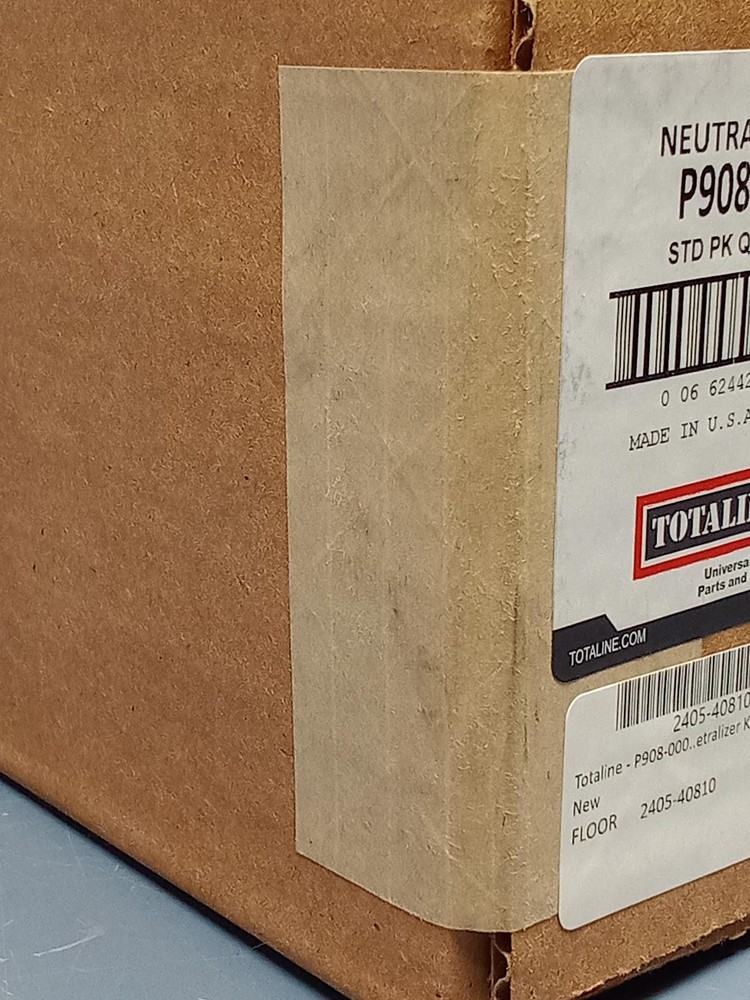 NEUTRA
P908
STD PK Q
0 06 62442
MADE IN U.S.A
TOTALI
Universa
Parts and
TOTALINE.COM
2405-40810
Totaline - P908-000..etralizer K
New
FLOOR 2405-40810